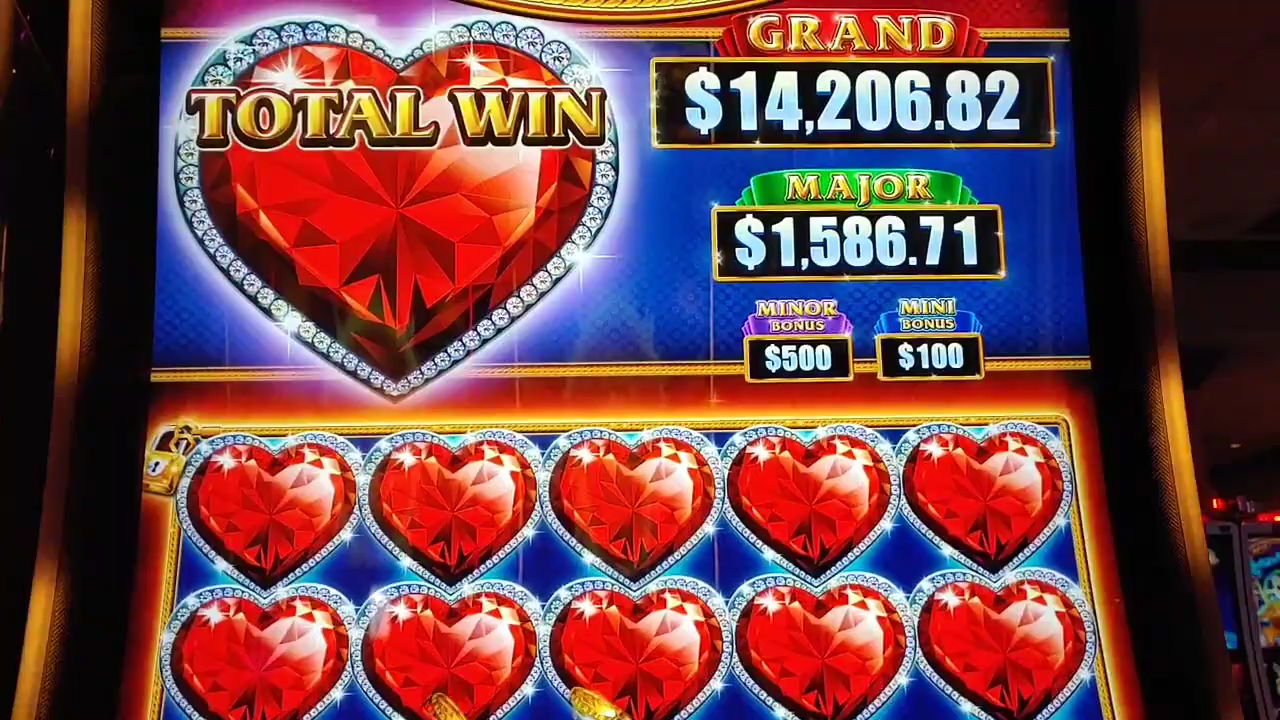 TOTAL WIN
GRAND
$14,206.82
MAJOR
$1,586.71
MINOR
BONUS
$500
MINI
BONUS
$100